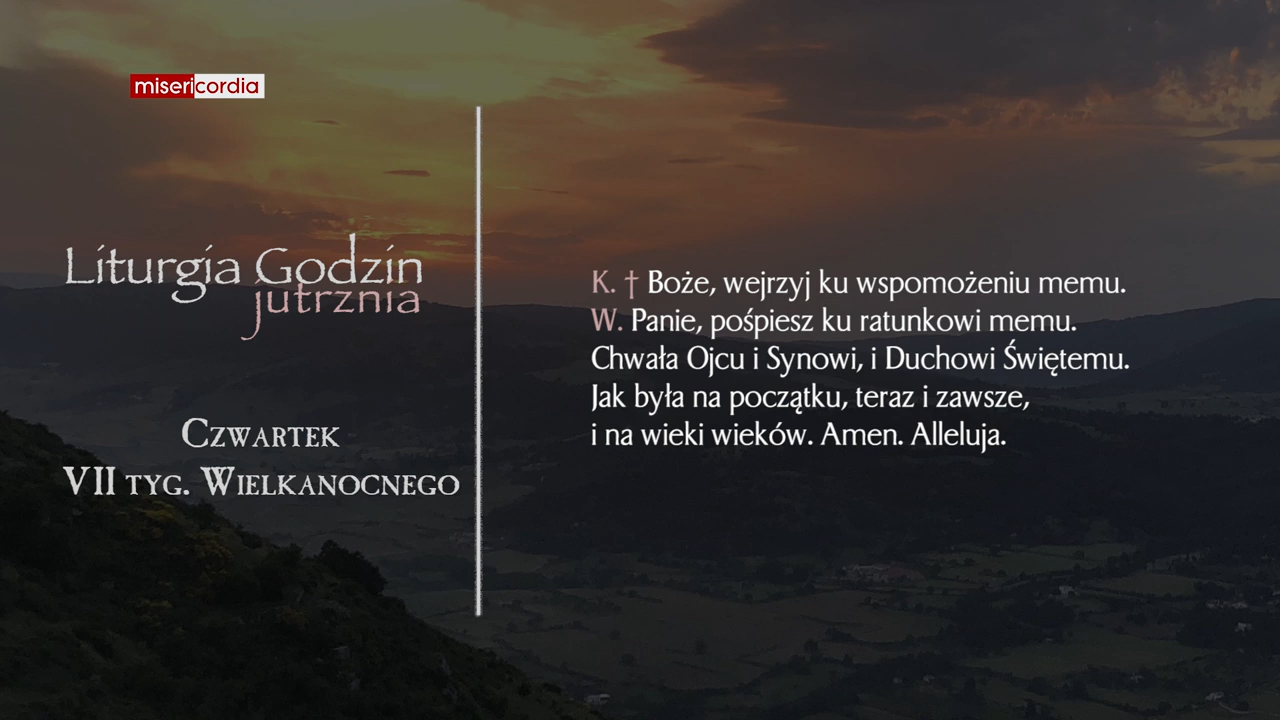 misericordia
Liturgia Godzin
jutrznia
Czwartek
VII tyg. Wielkanocnego
K. † Boże, wejrzyj ku wspomożeniu memu.
W. Panie, pośpiesz ku ratunkowi memu.
Chwała Ojcu i Synowi, i Duchowi Świętemu.
Jak była na początku, teraz i zawsze,
i na wieki wieków. Amen. Alleluja.